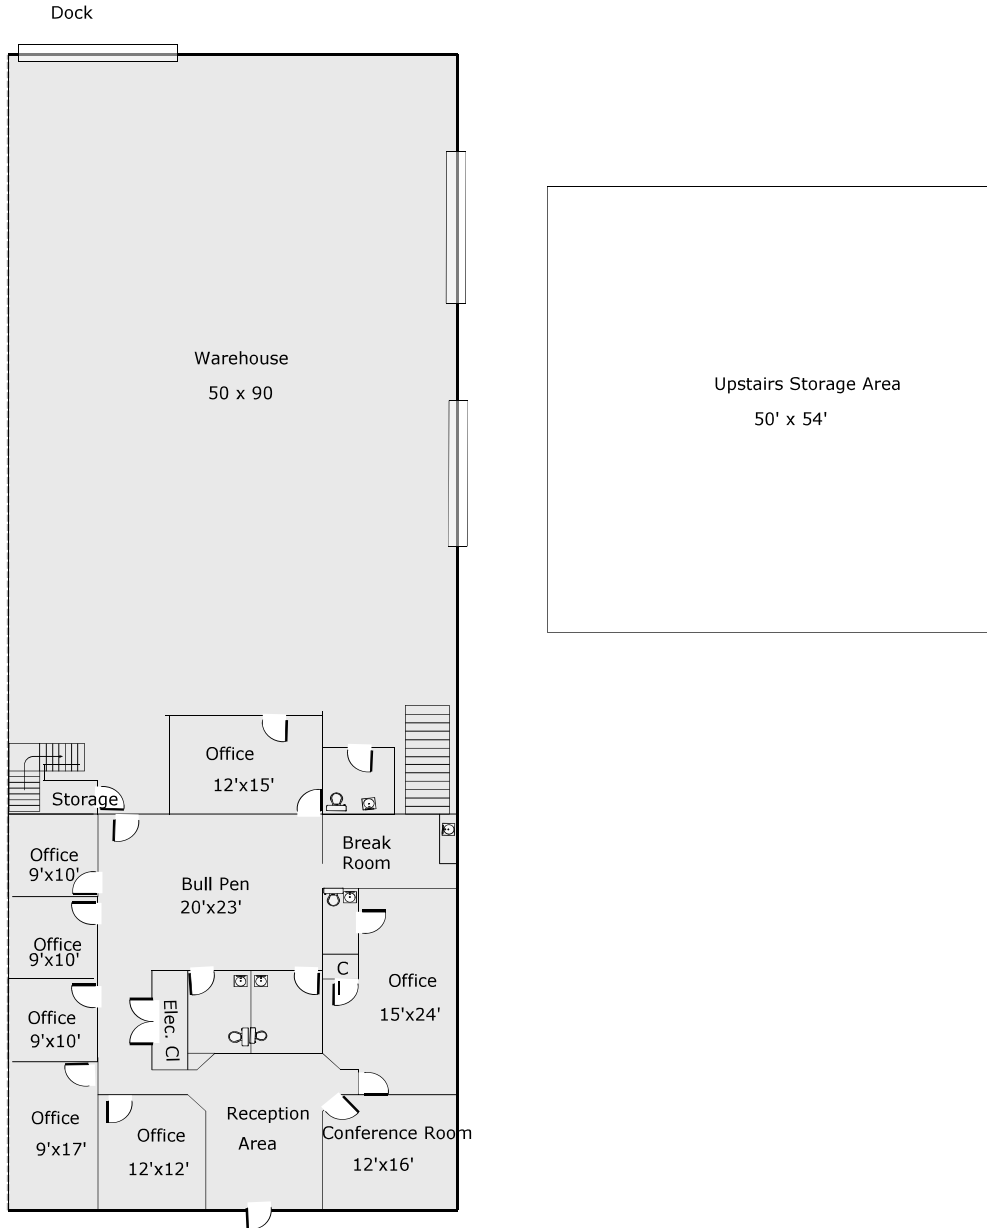 Dock
Warehouse
50 x 90
Upstairs Storage Area
50' x 54'
Office
12'x15'
Storage
Office
9'x10'
Break
Room
Bull Pen
20'x23'
Office
9'x10'
C
Office
15'x24'
Office
9'x10'
Elec. Cl
Office
9'x17'
Office
12'x12'
Reception
Area
Conference Room
12'x16'